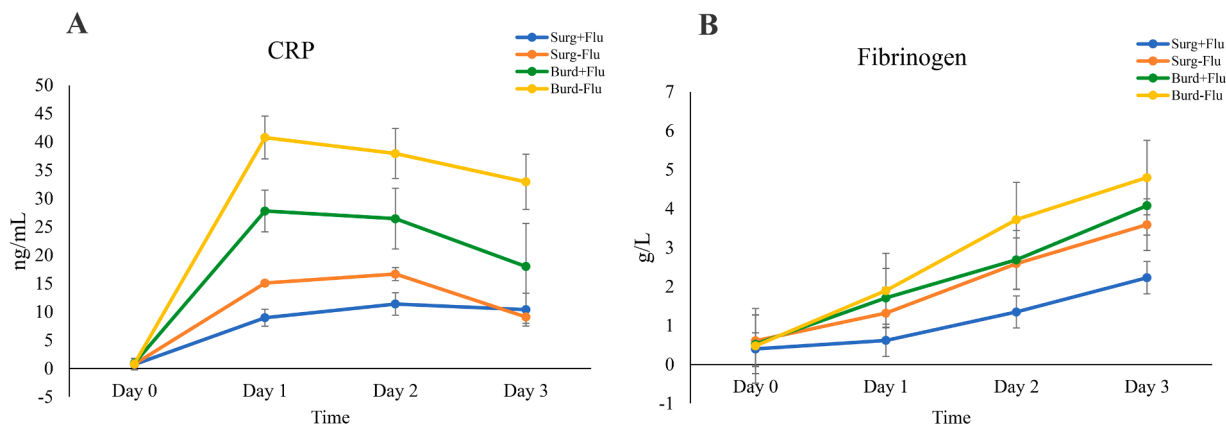 A
CRP
Surg+Flu
Surg-Flu
Burd+Flu
Burd-Flu
50
45
40
35
30
25
20
15
10
5
0
-5
ng/mL
Day 0 Day 1 Day 2 Day 3
Time
B
Fibrinogen
Surg+Flu
Surg-Flu
Burd+Flu
Burd-Flu
7
6
5
4
3
2
1
0
-1
g/L
Day 0 Day 1 Day 2 Day 3
Time